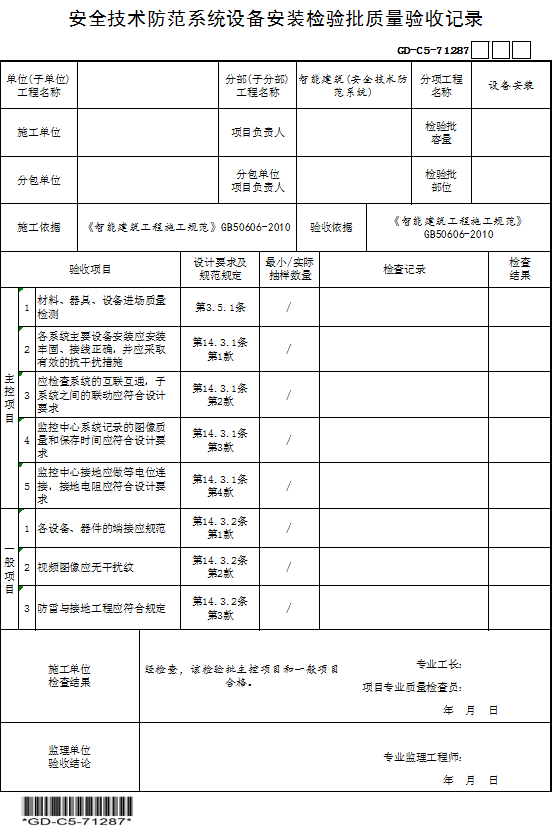 安全技术防范系统设备安装检验批质量验收记录
GD-C5-71287
单位(子单位)
工程名称
分部(子分部)
工程名称
智能建筑(安全技术防
范系统)
分项工程
名称
设备安装
施工单位
项目负责人
检验批
容量
分包单位
分包单位
项目负责人
检验批
部位
施工依据
《智能建筑工程施工规范》GB50606-2010
验收依据
《智能建筑工程施工规范》
GB50606-2010
验收项目
设计要求及
规范规定
最小/实际
抽样数量
检查记录
检查
结果
主控项目
1
材料、器具、设备进场质量
检测
第3.5.1条
/
2
各系统主要设备安装应安装
牢固、接线正确,并应采取
有效的抗干扰措施
第14.3.1条
第1款
/
3
应检查系统的互联互通,子
系统之间的联动应符合设计
要求
第14.3.1条
第2款
/
4
监控中心系统记录的图像质
量和保存时间应符合设计要
求
第14.3.1条
第3款
/
5
监控中心接地应做等电位连
接,接地电阻应符合设计要
求
第14.3.1条
第4款
/
一般项目
1
各设备、器件的端接应规范
第14.3.2条
第1款
/
2
视频图像应无干扰纹
第14.3.2条
第2款
/
3
防雷与接地工程应符合规定
第14.3.2条
第3款
/
施工单位
检查结果
经检查,该检验批主控项目和一般项目
合格。
专业工长:
项目专业质量检查员:
年 月 日
监理单位
验收结论
专业监理工程师:
年 月 日
*GD-C5-71287*